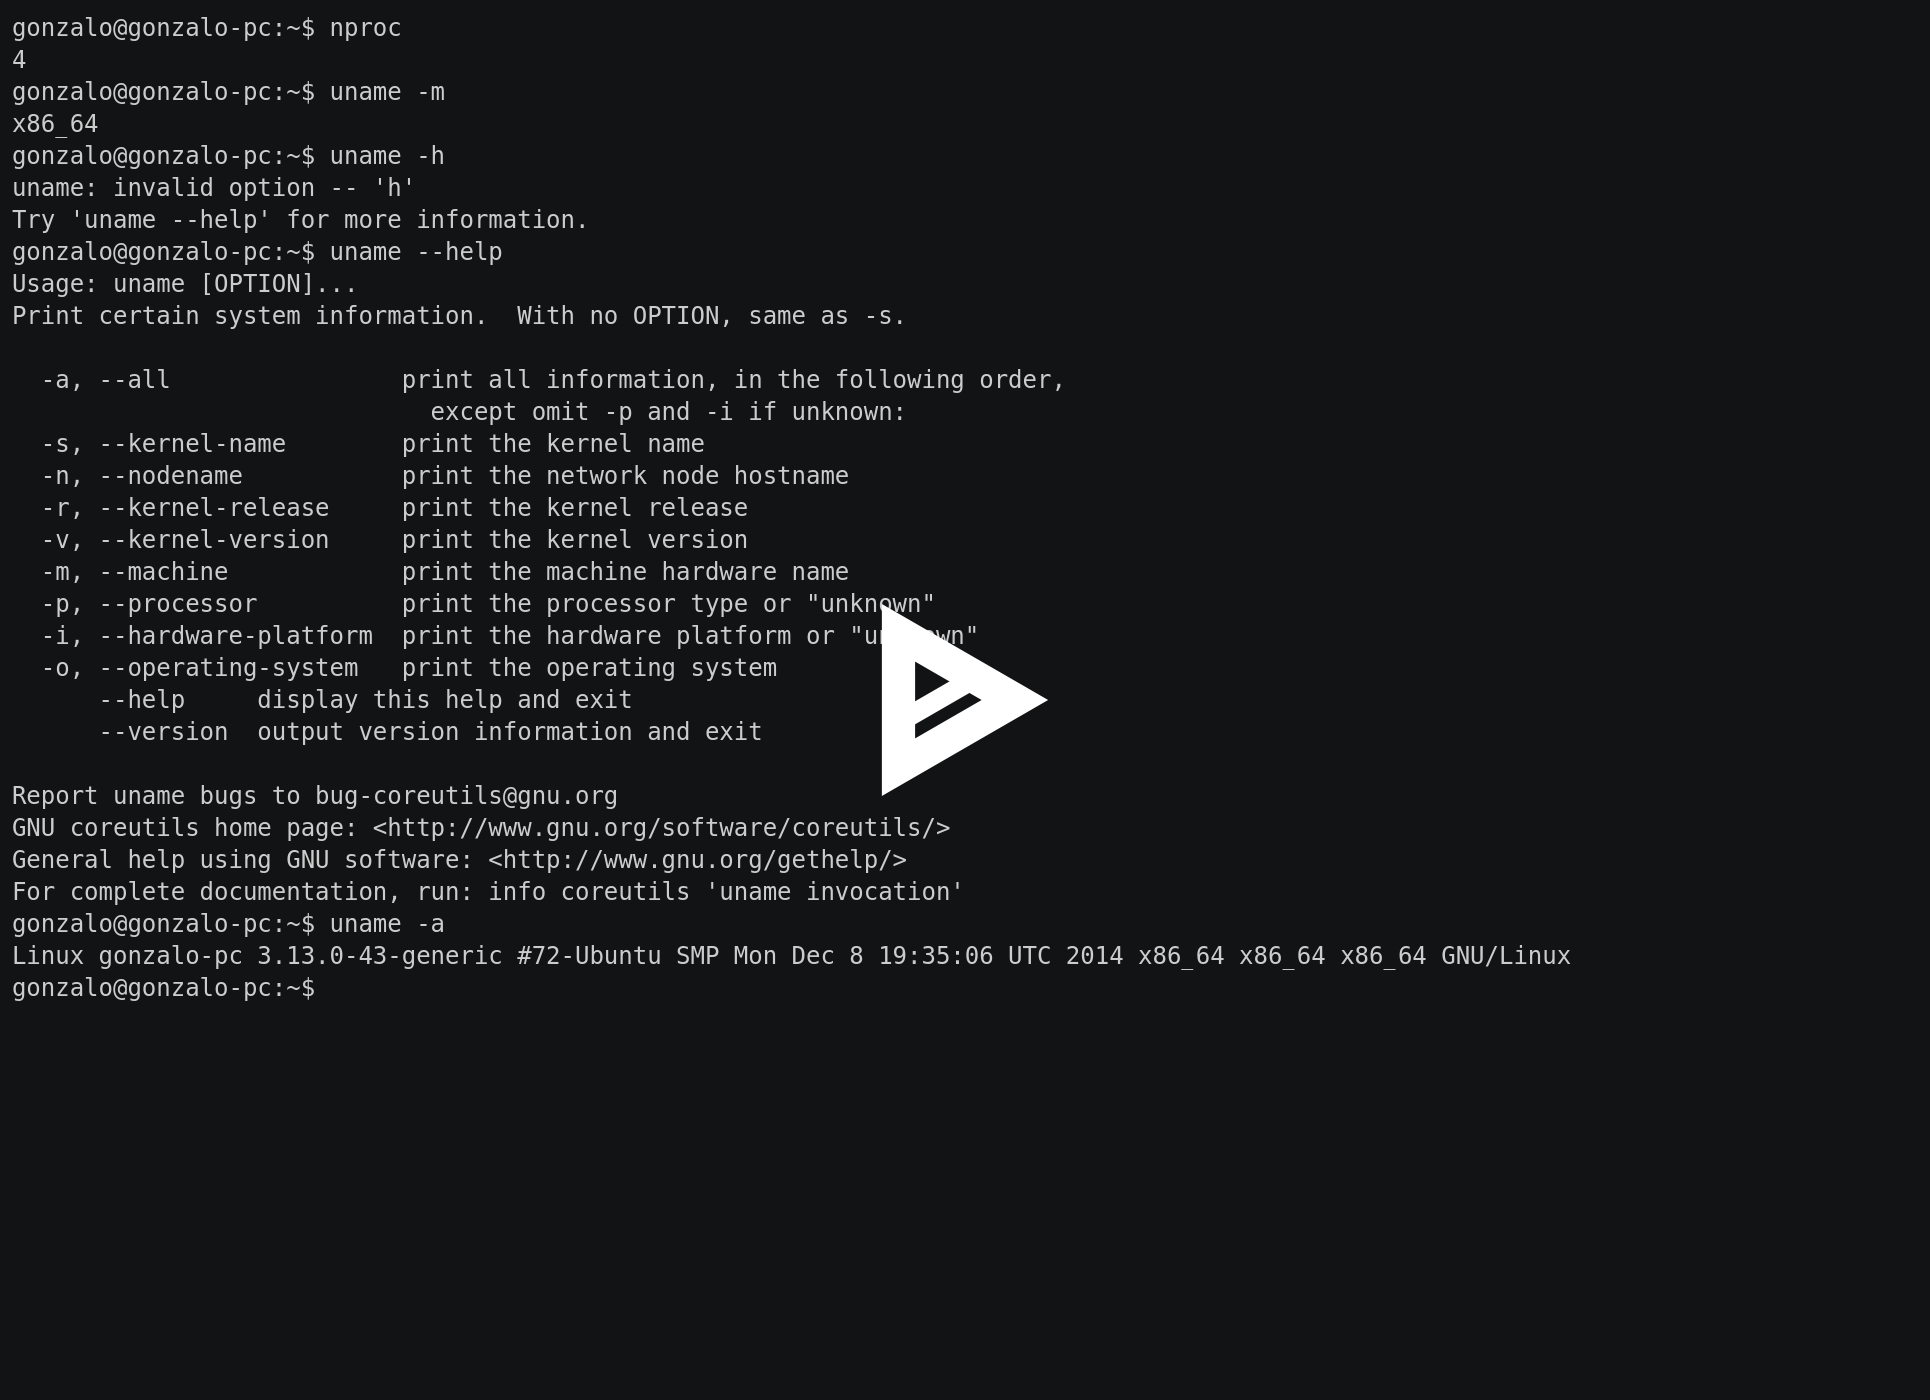 gonzalo@gonzalo-pc:~$ nproc
4
gonzalo@gonzalo-pc:~$ uname -m
x86_64
gonzalo@gonzalo-pc:~$ uname -h
uname: invalid option -- 'h'
Try 'uname --help' for more information.
gonzalo@gonzalo-pc:~$ uname --help
Usage: uname [OPTION]...
Print certain system information.  With no OPTION, same as -s.

  -a, --all                print all information, in the following order,
                             except omit -p and -i if unknown:
  -s, --kernel-name        print the kernel name
  -n, --nodename           print the network node hostname
  -r, --kernel-release     print the kernel release
  -v, --kernel-version     print the kernel version
  -m, --machine            print the machine hardware name
  -p, --processor          print the processor type or "unknown"
  -i, --hardware-platform  print the hardware platform or "unknown"
  -o, --operating-system   print the operating system
      --help     display this help and exit
      --version  output version information and exit

Report uname bugs to bug-coreutils@gnu.org
GNU coreutils home page: <http://www.gnu.org/software/coreutils/>
General help using GNU software: <http://www.gnu.org/gethelp/>
For complete documentation, run: info coreutils 'uname invocation'
gonzalo@gonzalo-pc:~$ uname -a
Linux gonzalo-pc 3.13.0-43-generic #72-Ubuntu SMP Mon Dec 8 19:35:06 UTC 2014 x86_64 x86_64 x86_64 GNU/Linux
gonzalo@gonzalo-pc:~$